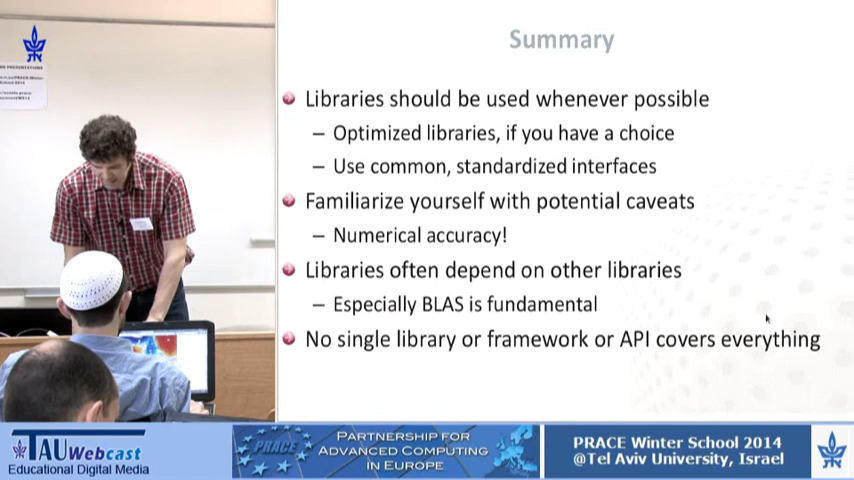 Summary
Libraries should be used whenever possible
– Optimized libraries, if you have a choice
– Use common, standardized interfaces
Familiarize yourself with potential caveats
– Numerical accuracy!
Libraries often depend on other libraries
– Especially BLAS is fundamental
No single library or framework or API covers everything
TAUWebcast
Educational Digital Media
PRACE
PARTNERSHIP FOR
ADVANCED COMPUTING
IN EUROPE
PRACE Winter School 2014
@Tel Aviv University, Israel